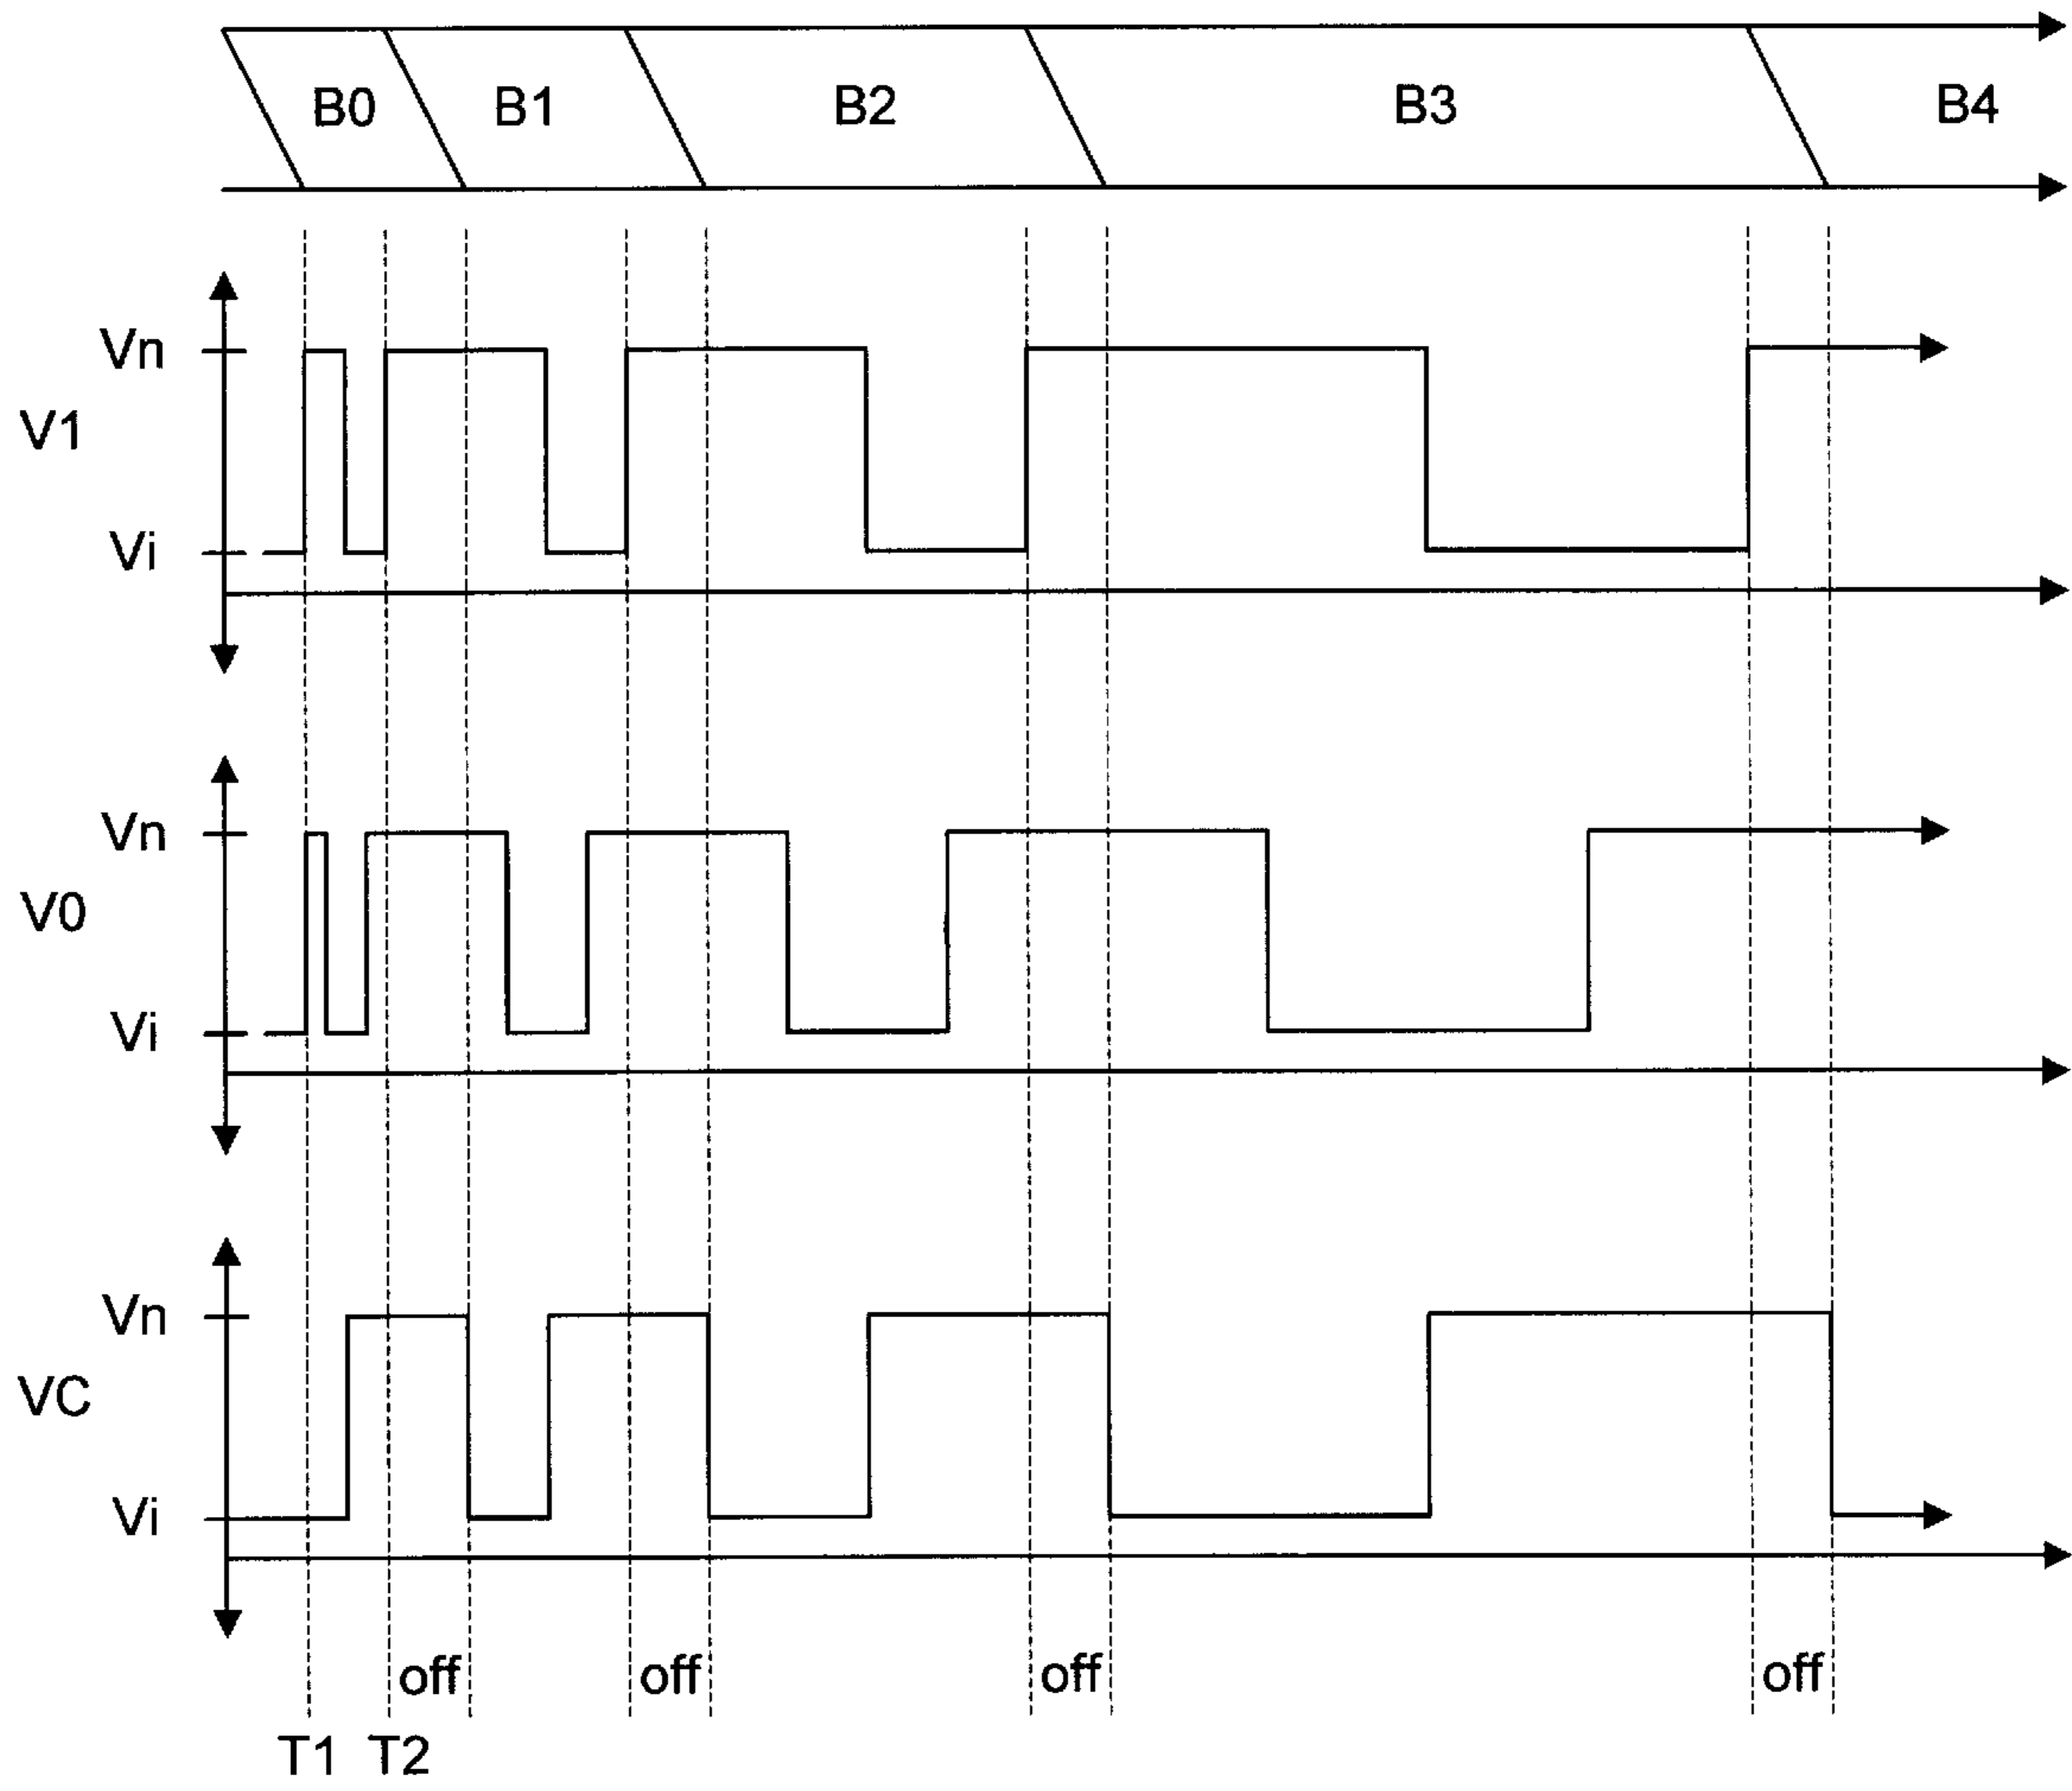 B0 B1 B2 B3 B4
Vn
V1
Vi
Vn
V0
Vi
Vn
VC
Vi
off off off off
T1 T2